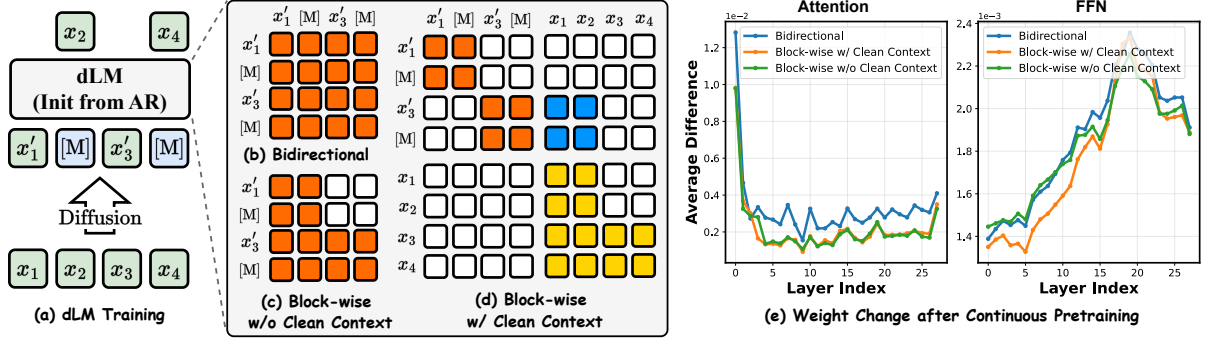 x₂ x₄
dLM
(Init from AR)
x′₁ [M] x′₃ [M]
Diffusion
x₁ x₂ x₃ x₄
(a) dLM Training
x′₁ [M] x′₃ [M]
x′₁
[M]
x′₃
[M]
(b) Bidirectional
x′₁
[M]
x′₃
[M]
(c) Block-wise
w/o Clean Context
x′₁ [M] x′₃ [M] x₁ x₂ x₃ x₄
x′₁
[M]
x′₃
[M]
x₁
x₂
x₃
x₄
(d) Block-wise
w/ Clean Context
Attention
1e−2
Bidirectional
Block-wise w/ Clean Context
Block-wise w/o Clean Context
Average Difference
1.2
1.0
0.8
0.6
0.4
0.2
0 5 10 15 20 25
Layer Index
FFN
1e−3
Bidirectional
Block-wise w/ Clean Context
Block-wise w/o Clean Context
2.4
2.2
2.0
1.8
1.6
1.4
0 5 10 15 20 25
Layer Index
(e) Weight Change after Continuous Pretraining